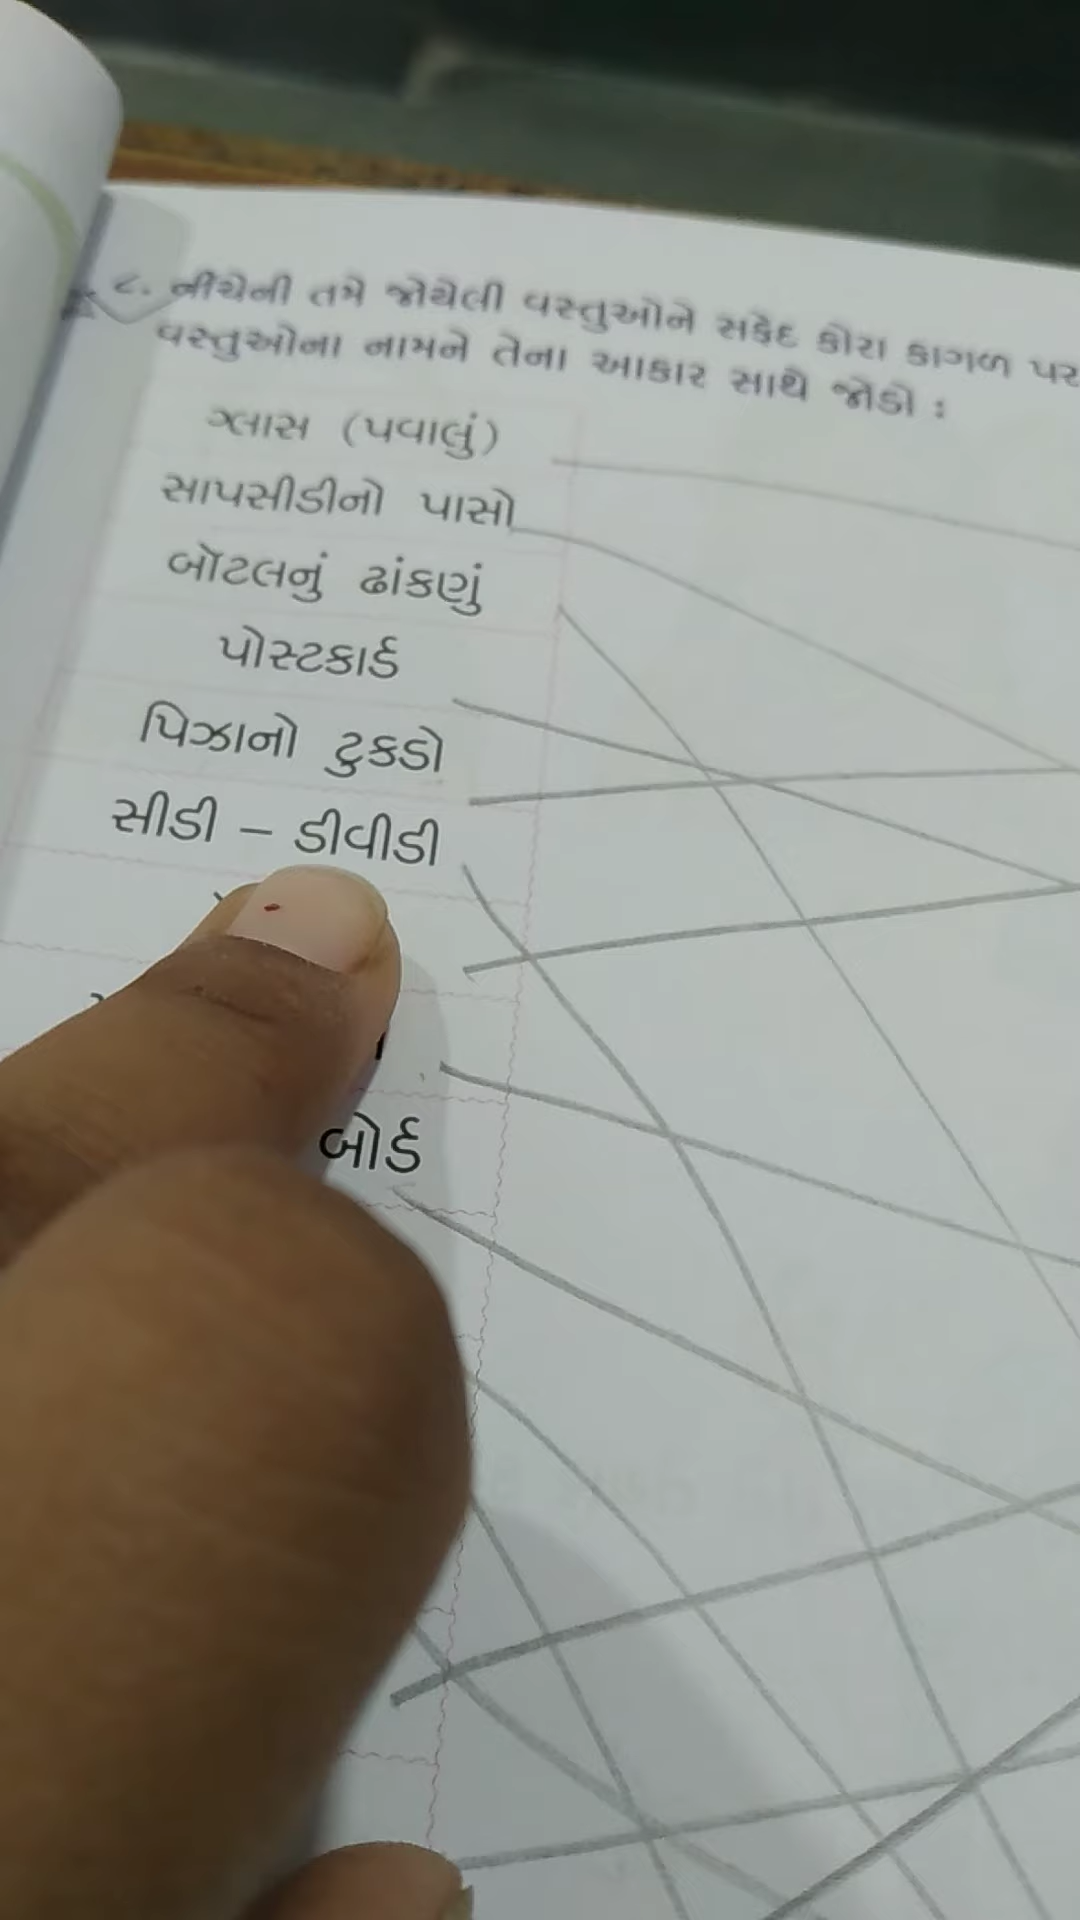 ૮. નીચેની તમે જોયેલી વસ્તુઓને સફેદ કોરા કાગળ પર
વસ્તુઓના નામને તેના આકાર સાથે જોડો :
ગ્લાસ (પવાલું)
સાપસીડીનો પાસો
બૉટલનું ઢાંકણું
પોસ્ટકાર્ડ
પિઝાનો ટુકડો
સીડી – ડીવીડી
બોર્ડ